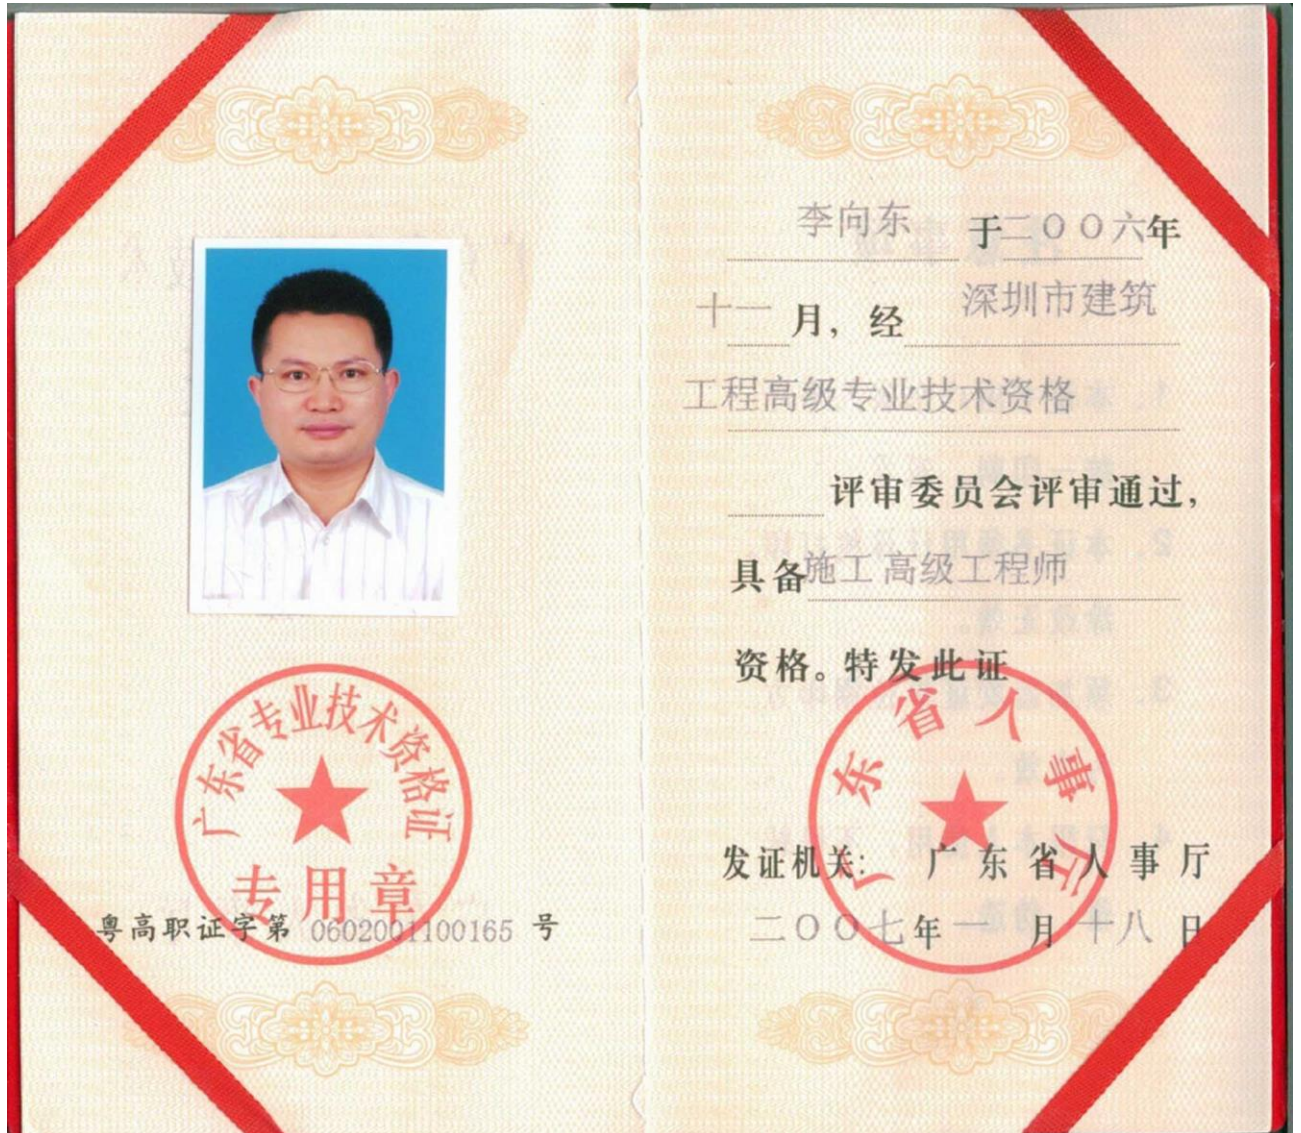 广东省专业技术资格证
专用章
粤高职证字第 0602001100165 号
李向东 于二〇〇六年
十一月，经 深圳市建筑
工程高级专业技术资格
评审委员会评审通过，
具备施工高级工程师
资格。特发此证
广东省人事厅
发证机关： 广东省人事厅
二〇〇七年一月十八日